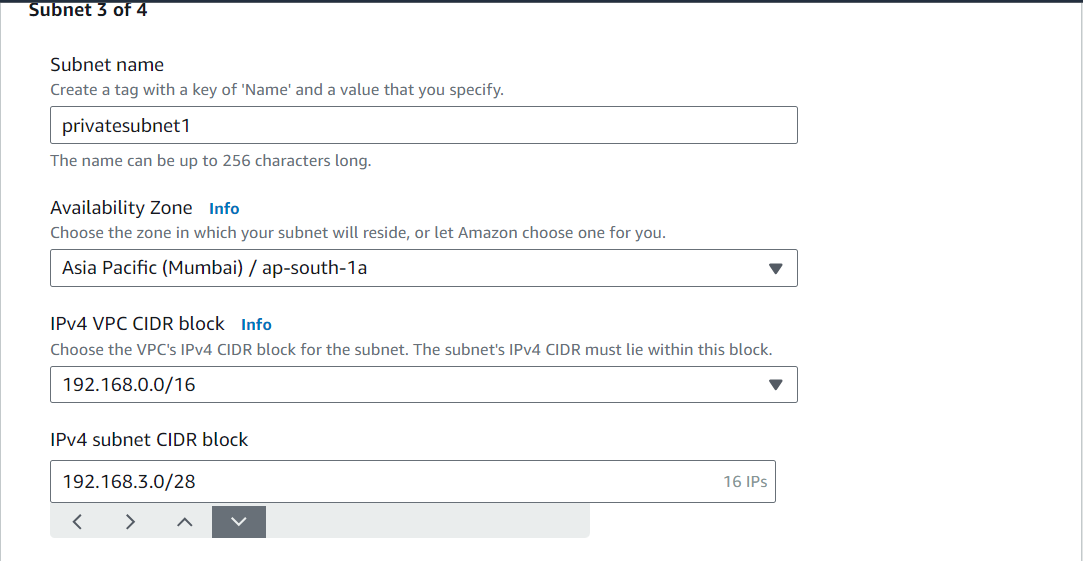 Subnet 3 of 4
Subnet name
Create a tag with a key of 'Name' and a value that you specify.
privatesubnet1
The name can be up to 256 characters long.
Availability Zone Info
Choose the zone in which your subnet will reside, or let Amazon choose one for you.
Asia Pacific (Mumbai) / ap-south-1a
IPv4 VPC CIDR block Info
Choose the VPC's IPv4 CIDR block for the subnet. The subnet's IPv4 CIDR must lie within this block.
192.168.0.0/16
IPv4 subnet CIDR block
192.168.3.0/28 16 IPs